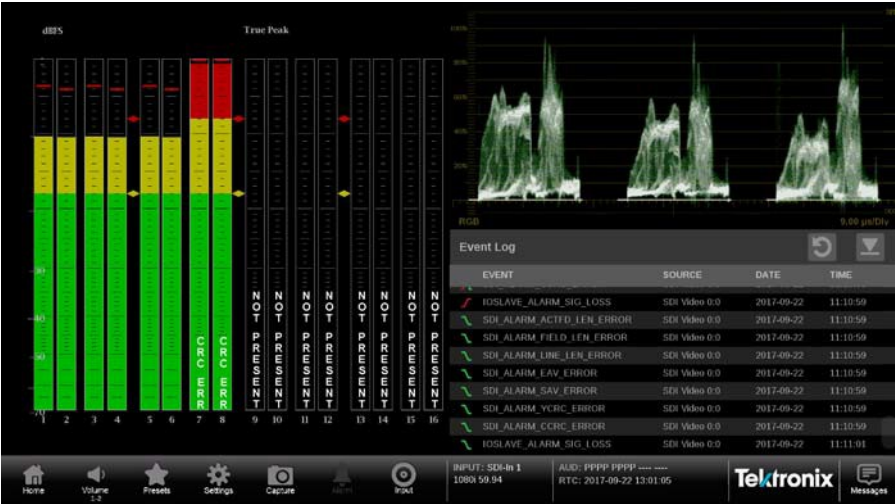 dBFS True Peak
-30
-40
-50
-70
CRC ERR
CRC ERR
NOT PRESENT
NOT PRESENT
NOT PRESENT
NOT PRESENT
NOT PRESENT
NOT PRESENT
NOT PRESENT
NOT PRESENT
1 2 3 4 5 6 7 8 9 10 11 12 13 14 15 16
100%
80%
60%
40%
20%
RGB 9.00 µs/Div
Event Log
EVENT SOURCE DATE TIME
IOSLAVE_ALARM_SIG_LOSS SDI Video 0:0 2017-09-22 11:10:59
SDI_ALARM_ACTFD_LEN_ERROR SDI Video 0:0 2017-09-22 11:10:59
SDI_ALARM_FIELD_LEN_ERROR SDI Video 0:0 2017-09-22 11:10:59
SDI_ALARM_LINE_LEN_ERROR SDI Video 0:0 2017-09-22 11:10:59
SDI_ALARM_EAV_ERROR SDI Video 0:0 2017-09-22 11:10:59
SDI_ALARM_SAV_ERROR SDI Video 0:0 2017-09-22 11:10:59
SDI_ALARM_YCRC_ERROR SDI Video 0:0 2017-09-22 11:10:59
SDI_ALARM_CCRC_ERROR SDI Video 0:0 2017-09-22 11:10:59
IOSLAVE_ALARM_SIG_LOSS SDI Video 0:0 2017-09-22 11:11:01
Home
Volume
1-2
Presets
Settings
Capture
Alarm
Input
INPUT: SDI-In 1
1080i 59.94
AUD: PPPP PPPP ---- ----
RTC: 2017-09-22 13:01:05
Tektronix
Messages